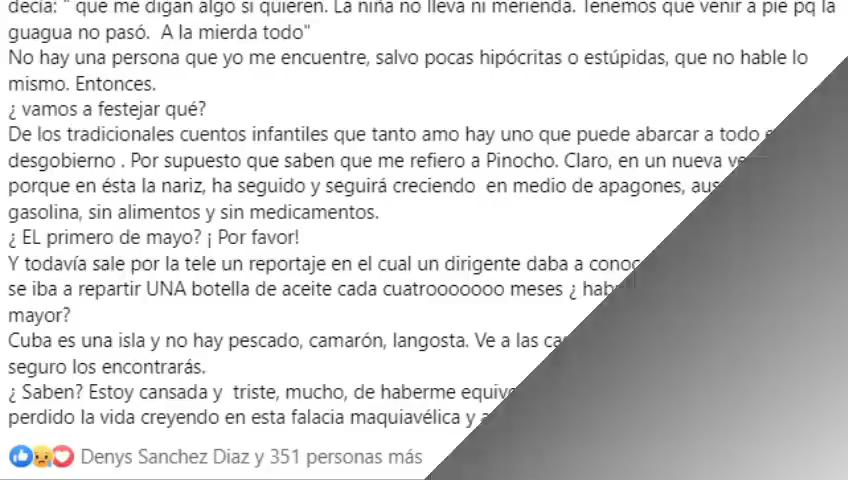 decía: " que me digan algo si quieren. La niña no lleva ni merienda. Tenemos que venir a pie pq la
guagua no pasó.  A la mierda todo"
No hay una persona que yo me encuentre, salvo pocas hipócritas o estúpidas, que no hable lo
mismo. Entonces.
¿ vamos a festejar qué?
De los tradicionales cuentos infantiles que tanto amo hay uno que puede abarcar a todo
desgobierno . Por supuesto que saben que me refiero a Pinocho. Claro, en un nueva
porque en ésta la nariz, ha seguido y seguirá creciendo  en medio de apagones,
gasolina, sin alimentos y sin medicamentos.
¿ EL primero de mayo? ¡ Por favor!
Y todavía sale por la tele un reportaje en el cual un dirigente daba a
se iba a repartir UNA botella de aceite cada cuatrooooooo meses ¿
mayor?
Cuba es una isla y no hay pescado, camarón, langosta. Ve a las
seguro los encontrarás.
¿ Saben? Estoy cansada y  triste, mucho, de haberme
perdido la vida creyendo en esta falacia maquiavélica y
Denys Sanchez Diaz y 351 personas más